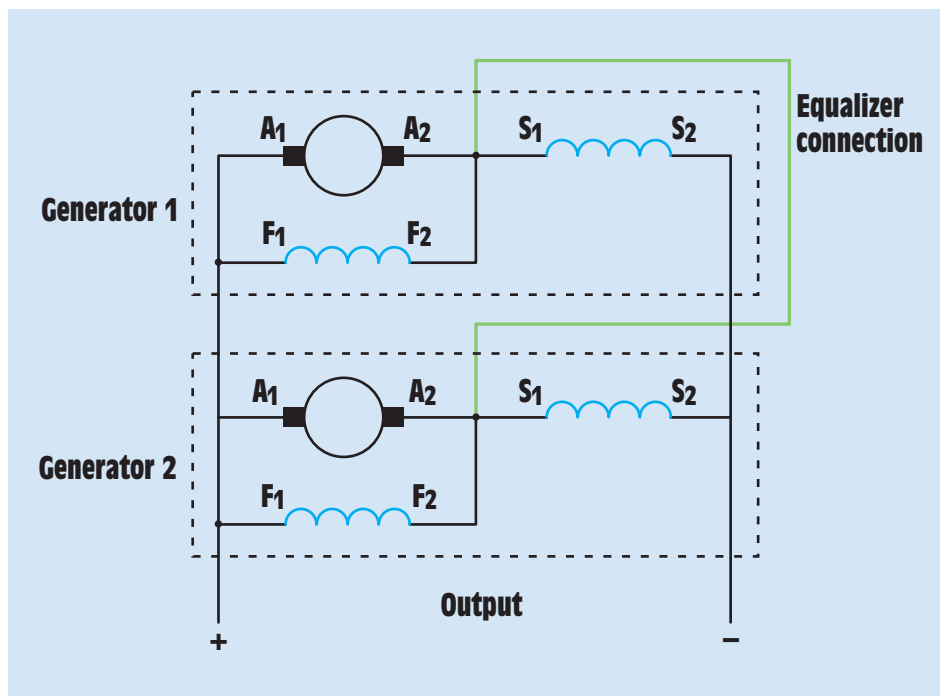 Equalizer
connection
A1 A2 S1 S2
Generator 1
F1 F2
A1 A2 S1 S2
Generator 2
F1 F2
Output
+ −